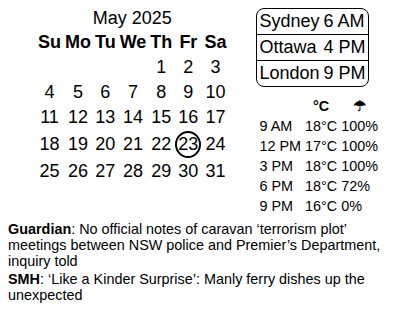 May 2025
Su Mo Tu We Th Fr Sa
1 2 3
4 5 6 7 8 9 10
11 12 13 14 15 16 17
18 19 20 21 22 23 24
25 26 27 28 29 30 31
Sydney 6 AM
Ottawa 4 PM
London 9 PM
°C ☂
9 AM 18°C 100%
12 PM 17°C 100%
3 PM 18°C 100%
6 PM 18°C 72%
9 PM 16°C 0%
Guardian: No official notes of caravan ‘terrorism plot’
meetings between NSW police and Premier’s Department,
inquiry told
SMH: ‘Like a Kinder Surprise’: Manly ferry dishes up the
unexpected